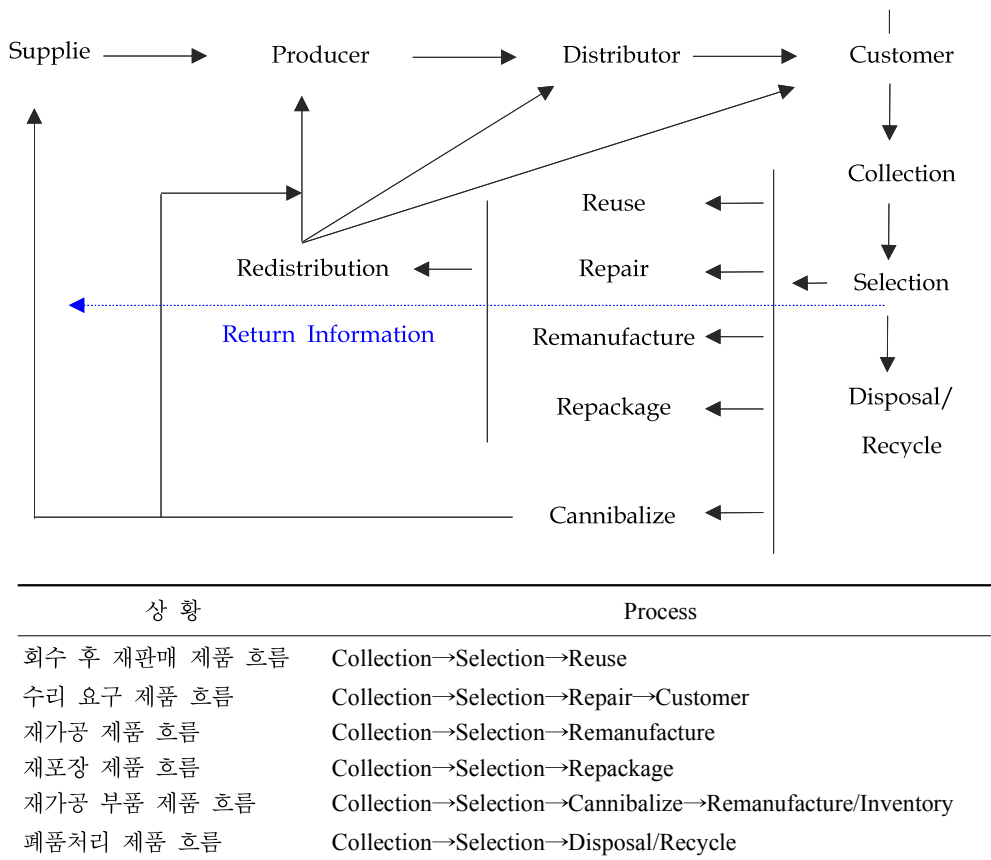 Supplie Producer Distributor Customer
Collection
Reuse
Redistribution Repair Selection
Return Information Remanufacture
Repackage Disposal/
Recycle
Cannibalize
상 황 Process
회수 후 재판매 제품 흐름 Collection→Selection→Reuse
수리 요구 제품 흐름 Collection→Selection→Repair→Customer
재가공 제품 흐름 Collection→Selection→Remanufacture
재포장 제품 흐름 Collection→Selection→Repackage
재가공 부품 제품 흐름 Collection→Selection→Cannibalize→Remanufacture/Inventory
폐품처리 제품 흐름 Collection→Selection→Disposal/Recycle